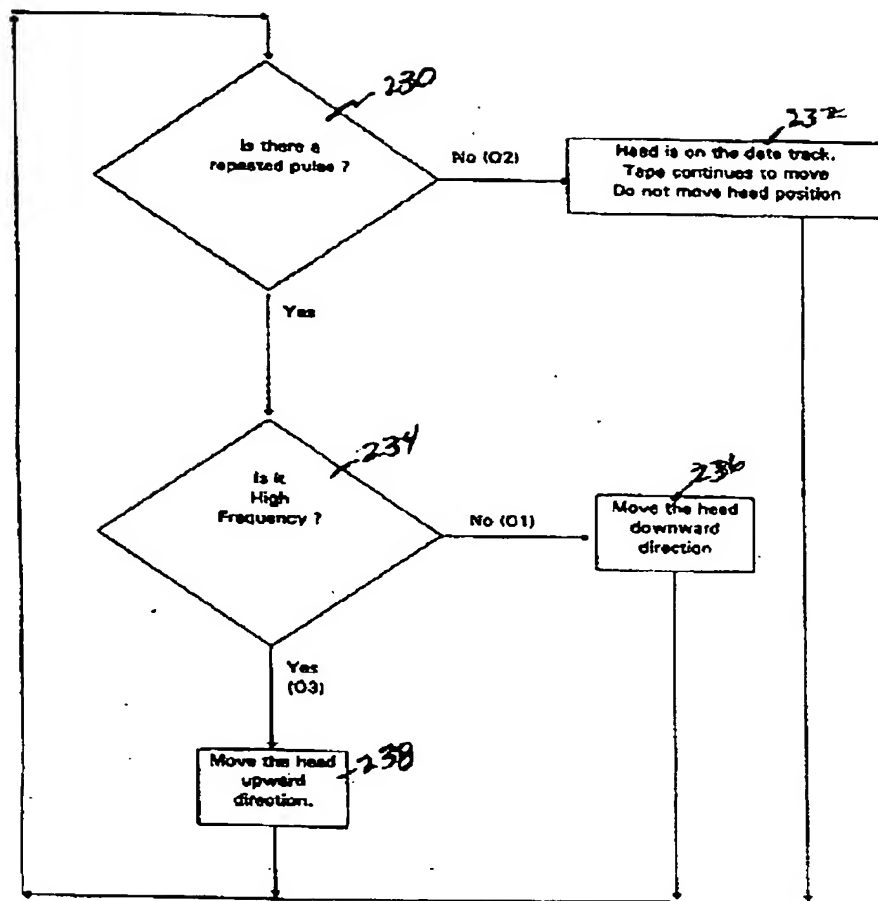 230
Is there a
repeated pulse ?
No (O2)
232
Head is on the data track.
Tape continues to move
Do not move head position
Yes
234
Is it
High
Frequency ?
No (O1)
236
Move the head
downward
direction
Yes
(O3)
Move the head
upward
direction.
238